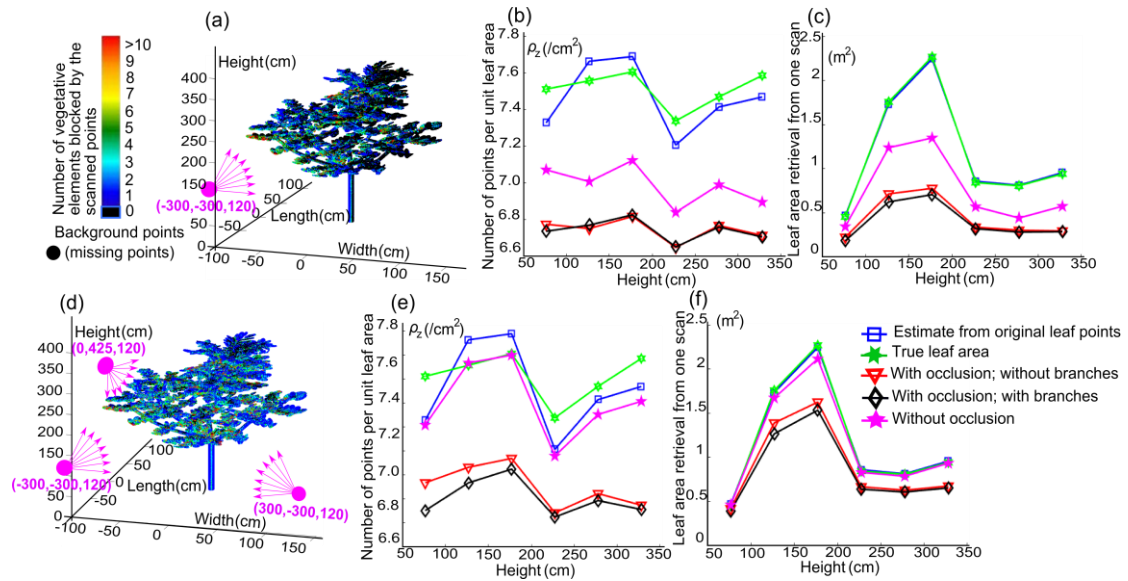 (a)
Number of vegetative
elements blocked by the
scanned points
>10
9
8
7
6
5
4
3
2
1
0
Background points
(missing points)
Height(cm)
400
350
300
250
200
150
100
50
0
(-300,-300,120)
100
50
0
-50
Length(cm)
-100
-50
0
50
100
150
Width(cm)
(b)
Number of points per unit leaf area
ρz(/cm²)
7.8
7.6
7.4
7.2
7.0
6.8
6.6
50 100 150 200 250 300 350
Height(cm)
(c)
Leaf area retrieval from one scan
(m²)
2.5
2
1.5
1
0.5
0
50 100 150 200 250 300 350
Height(cm)
(d)
Height(cm)
(0,425,120)
400
350
300
250
200
150
100
50
0
(-300,-300,120)
100
50
0
-50
Length(cm)
(300,-300,120)
-100
-50
0
50
100
150
Width(cm)
(e)
Number of points per unit leaf area
ρz(/cm²)
7.8
7.6
7.4
7.2
7.0
6.8
6.6
50 100 150 200 250 300 350
Height(cm)
(f)
Leaf area retrieval from one scan
(m²)
2.5
2
1.5
1
0.5
50 100 150 200 250 300 350
Height(cm)
Estimate from original leaf points
True leaf area
With occlusion; without branches
With occlusion; with branches
Without occlusion